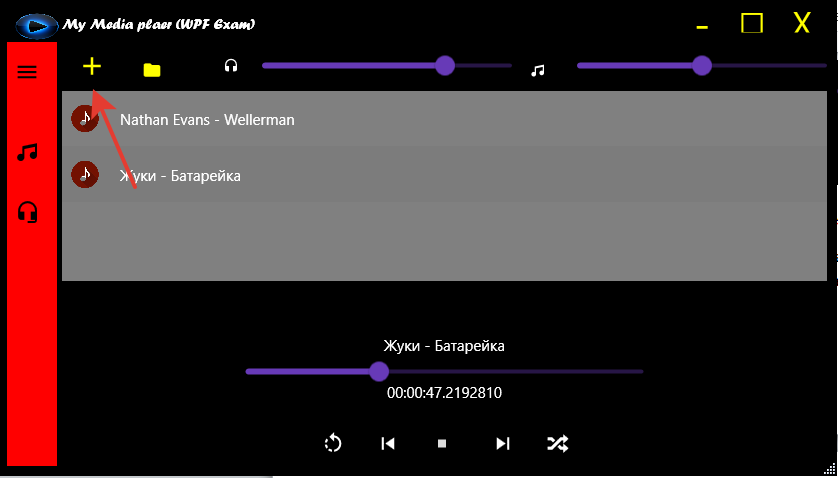 My Media plaer (WPF Exam)
Nathan Evans - Wellerman
Жуки - Батарейка
Жуки - Батарейка
00:00:47.2192810